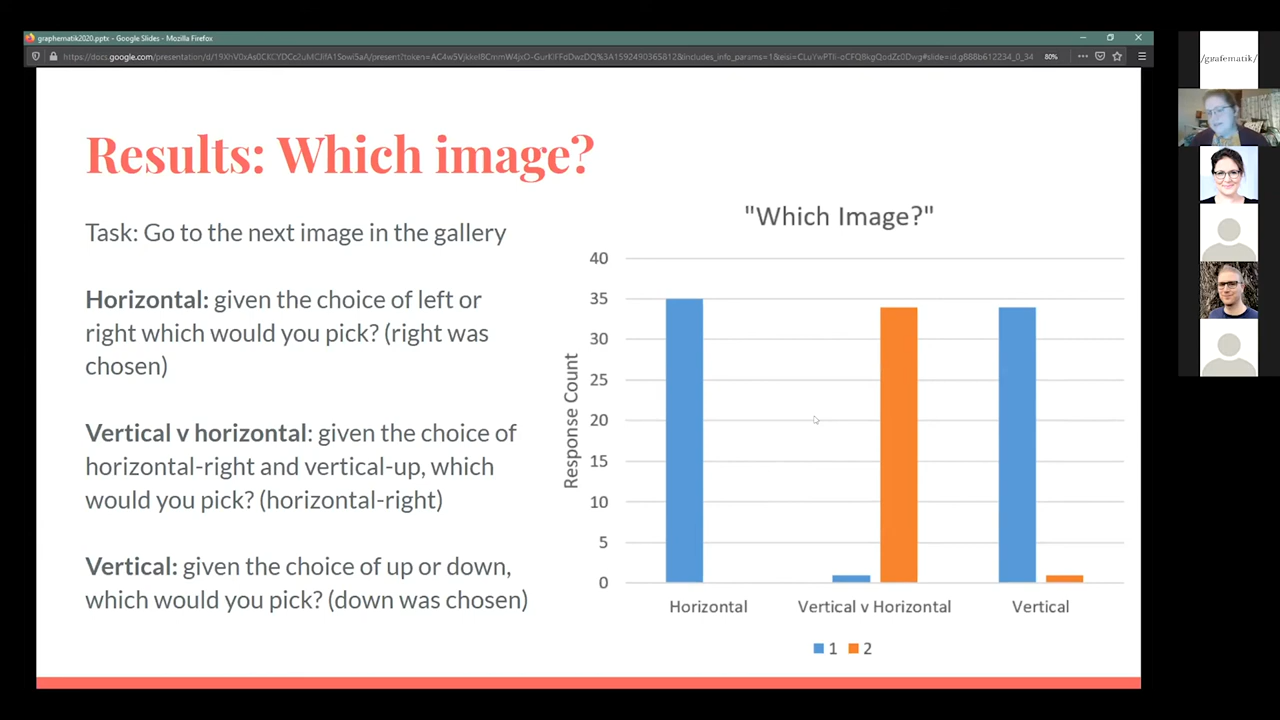 graphematik2020.pptx - Google Slides - Mozilla Firefox
80%
/grafematik/
Results: Which image?
Task: Go to the next image in the gallery
Horizontal: given the choice of left or
right which would you pick? (right was
chosen)
Vertical v horizontal: given the choice of
horizontal-right and vertical-up, which
would you pick? (horizontal-right)
Vertical: given the choice of up or down,
which would you pick? (down was chosen)
"Which Image?"
Response Count
40
35
30
25
20
15
10
5
0
Horizontal
Vertical v Horizontal
Vertical
1
2